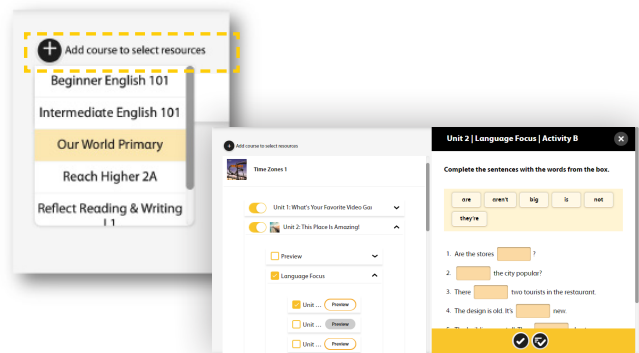 Add course to select resources
Beginner English 101
Intermediate English 101
Our World Primary
Reach Higher 2A
Reflect Reading & Writing
L1
Add course to select resources
Time Zones 1
Unit 1: What's Your Favorite Video Gar
Unit 2: This Place Is Amazing!
Preview
Language Focus
Unit ... Preview
Unit ... Preview
Unit ... Preview
Unit 2 | Language Focus | Activity B
Complete the sentences with the words from the box.
are aren't big is not
they're
1. Are the stores ?
2. the city popular?
3. There two tourists in the restaurant.
4. The design is old. It's new.